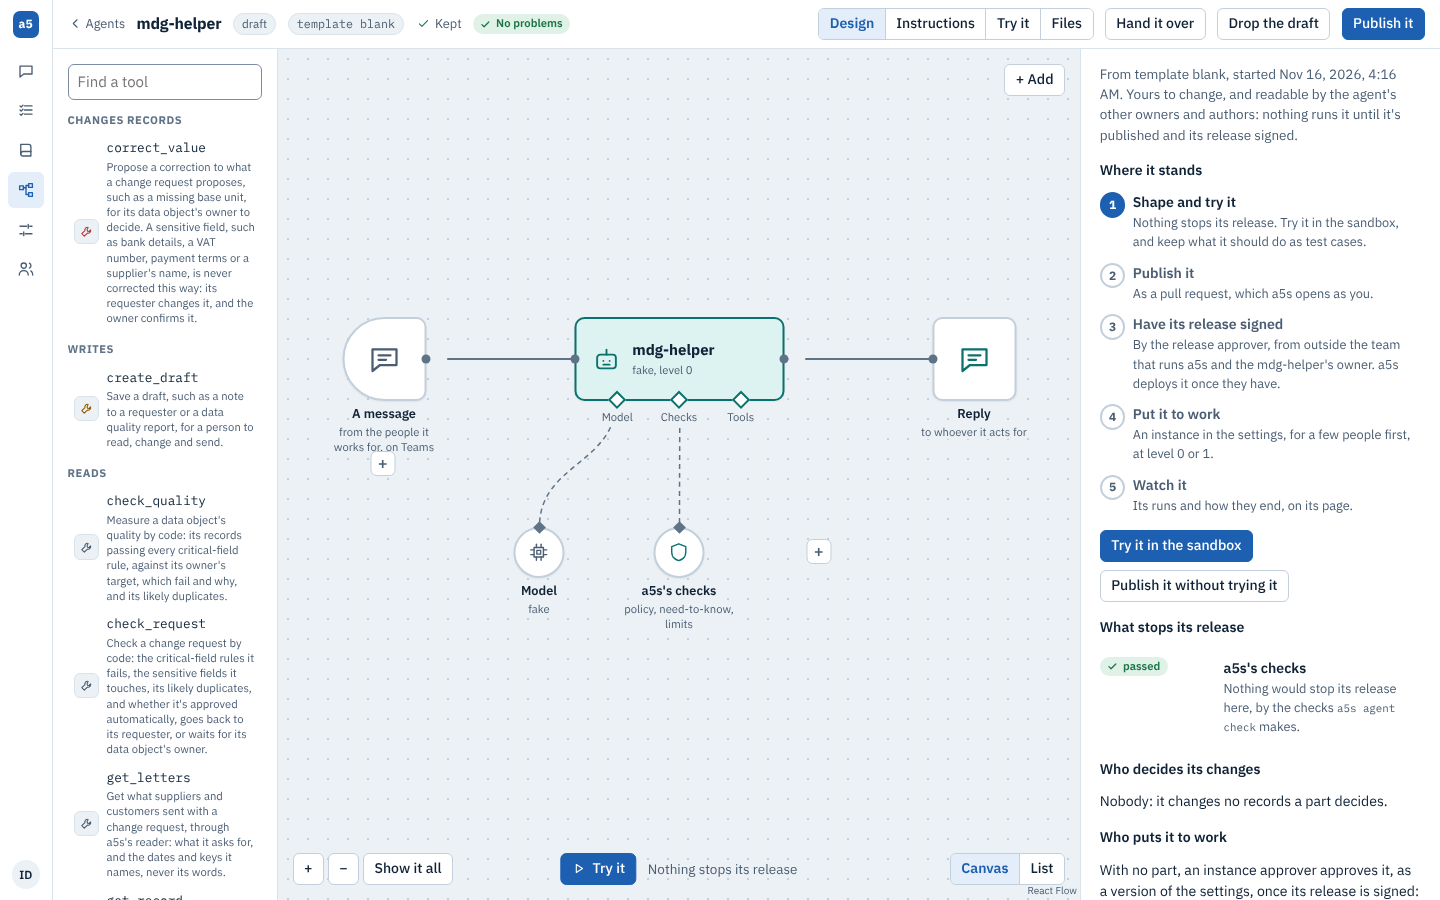 a5
Agents
mdg-helper
draft
template blank
Kept
No problems
Design
Instructions
Try it
Files
Hand it over
Drop the draft
Publish it
Find a tool
CHANGES RECORDS
correct_value
Propose a correction to what
a change request proposes,
such as a missing base unit,
for its data object's owner to
decide. A sensitive field, such
as bank details, a VAT
number, payment terms or a
supplier's name, is never
corrected this way: its
requester changes it, and the
owner confirms it.
WRITES
create_draft
Save a draft, such as a note
to a requester or a data
quality report, for a person to
read, change and send.
READS
check_quality
Measure a data object's
quality by code: its records
passing every critical-field
rule, against its owner's
target, which fail and why,
and its likely duplicates.
check_request
Check a change request by
code: the critical-field rules it
fails, the sensitive fields it
touches, its likely duplicates,
and whether it's approved
automatically, goes back to
its requester, or waits for its
data object's owner.
get_letters
Get what suppliers and
customers sent with a
change request, through
a5s's reader: what it asks for,
and the dates and keys it
names, never its words.
get_record
ID
+ Add
A message
from the people it
works for, on Teams
+
mdg-helper
fake, level 0
Model
Checks
Tools
Reply
to whoever it acts for
Model
fake
a5s's checks
policy, need-to-know,
limits
+
+
−
Show it all
Try it
Nothing stops its release
Canvas
List
React Flow
From template blank, started Nov 16, 2026, 4:16
AM. Yours to change, and readable by the agent's
other owners and authors: nothing runs it until it's
published and its release signed.
Where it stands
1
Shape and try it
Nothing stops its release. Try it in the sandbox,
and keep what it should do as test cases.
2
Publish it
As a pull request, which a5s opens as you.
3
Have its release signed
By the release approver, from outside the team
that runs a5s and the mdg-helper's owner. a5s
deploys it once they have.
4
Put it to work
An instance in the settings, for a few people first,
at level 0 or 1.
5
Watch it
Its runs and how they end, on its page.
Try it in the sandbox
Publish it without trying it
What stops its release
passed
a5s's checks
Nothing would stop its release
here, by the checks a5s agent
check makes.
Who decides its changes
Nobody: it changes no records a part decides.
Who puts it to work
With no part, an instance approver approves it, as
a version of the settings, once its release is signed: